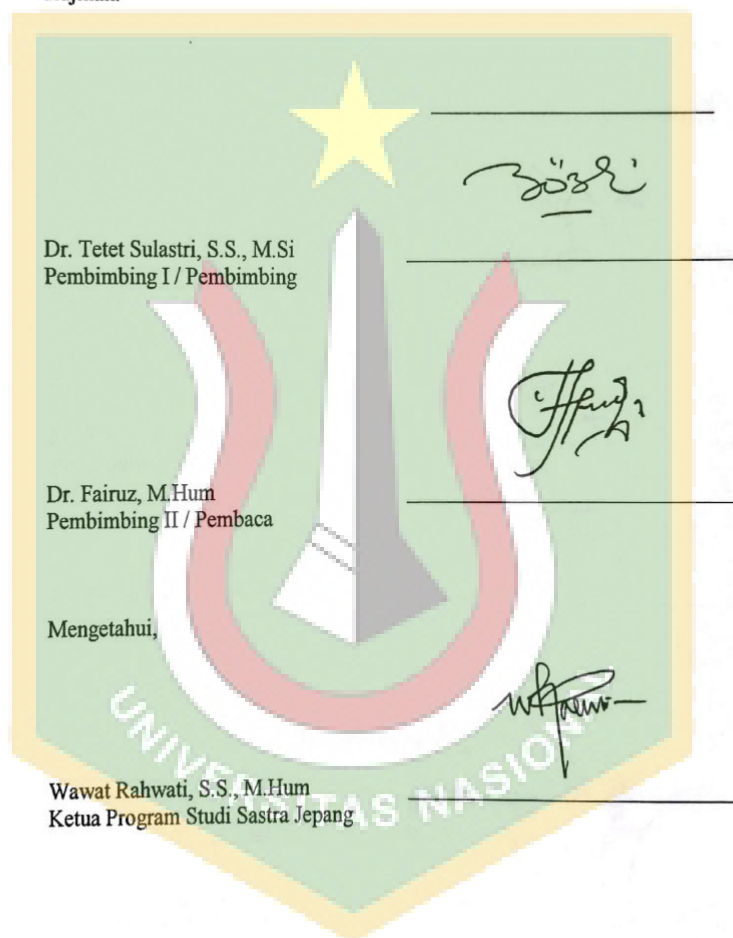 Dr. Tetet Sulastri, S.S., M.Si
Pembimbing I / Pembimbing
Dr. Fairuz, M.Hum
Pembimbing II / Pembaca
Mengetahui,
Wawat Rahwati, S.S., M.Hum
Ketua Program Studi Sastra Jepang
UNIVERSITAS NASIONAL